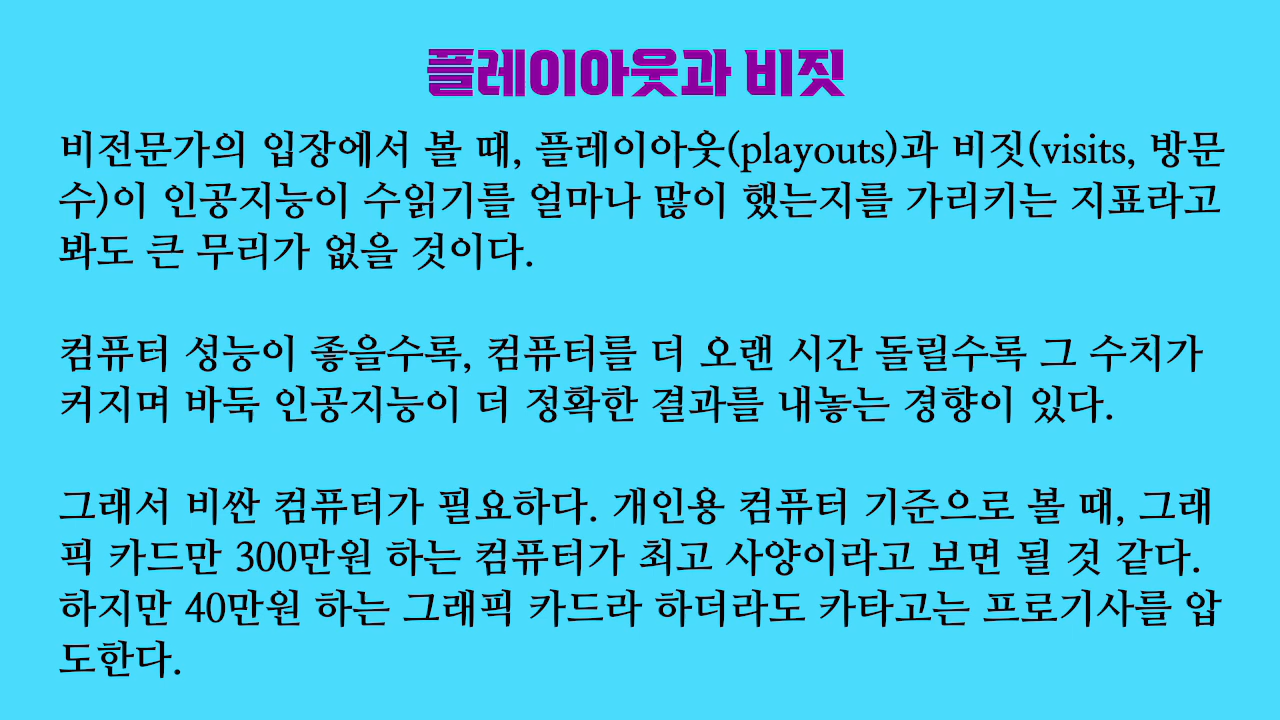 플레이아웃과 비짓
비전문가의 입장에서 볼 때, 플레이아웃(playouts)과 비짓(visits, 방문
수)이 인공지능이 수읽기를 얼마나 많이 했는지를 가리키는 지표라고
봐도 큰 무리가 없을 것이다.
컴퓨터 성능이 좋을수록, 컴퓨터를 더 오랜 시간 돌릴수록 그 수치가
커지며 바둑 인공지능이 더 정확한 결과를 내놓는 경향이 있다.
그래서 비싼 컴퓨터가 필요하다. 개인용 컴퓨터 기준으로 볼 때, 그래
픽 카드만 300만원 하는 컴퓨터가 최고 사양이라고 보면 될 것 같다.
하지만 40만원 하는 그래픽 카드라 하더라도 카타고는 프로기사를 압
도한다.